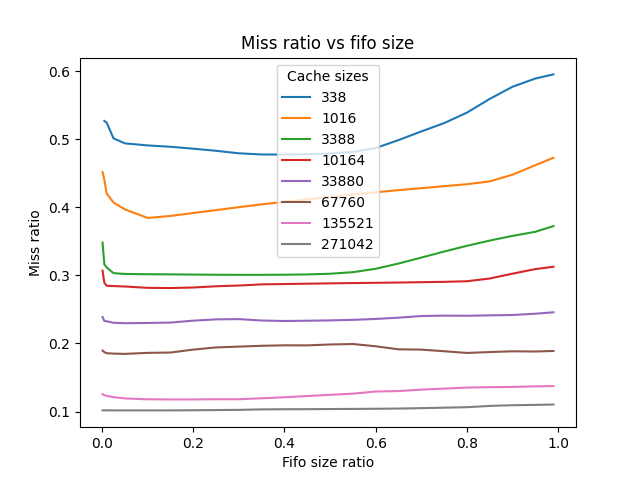 Miss ratio vs fifo size
Cache sizes
338
1016
3388
10164
33880
67760
135521
271042
Miss ratio
0.6
0.5
0.4
0.3
0.2
0.1
0.0 0.2 0.4 0.6 0.8 1.0
Fifo size ratio